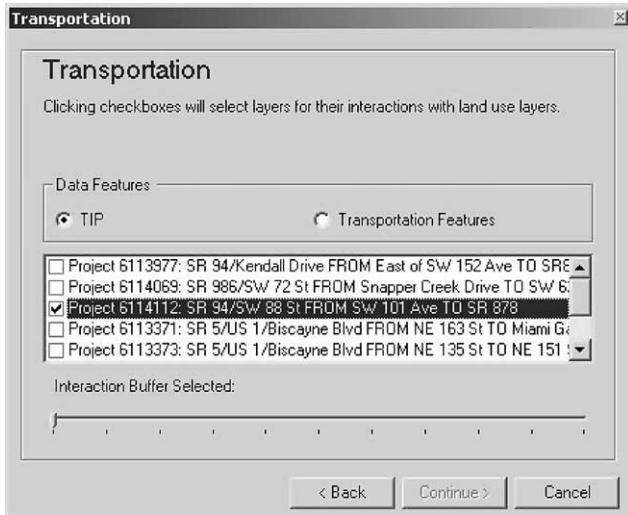 Transportation
Transportation
Clicking checkboxes will select layers for their interactions with land use layers.
Data Features
TIP
Transportation Features
Project 6113977: SR 94/Kendall Drive FROM East of SW 152 Ave TO SR8
Project 6114069: SR 986/SW 72 St FROM Snapper Creek Drive TO SW 6
Project 6114112: SR 94/SW 88 St FROM SW 101 Ave TO SR 878
Project 6113371: SR 5/US 1/Biscayne Blvd FROM NE 163 St TO Miami Ga
Project 6113373: SR 5/US 1/Biscayne Blvd FROM NE 135 St TO NE 151
Interaction Buffer Selected:
< Back
Continue >
Cancel